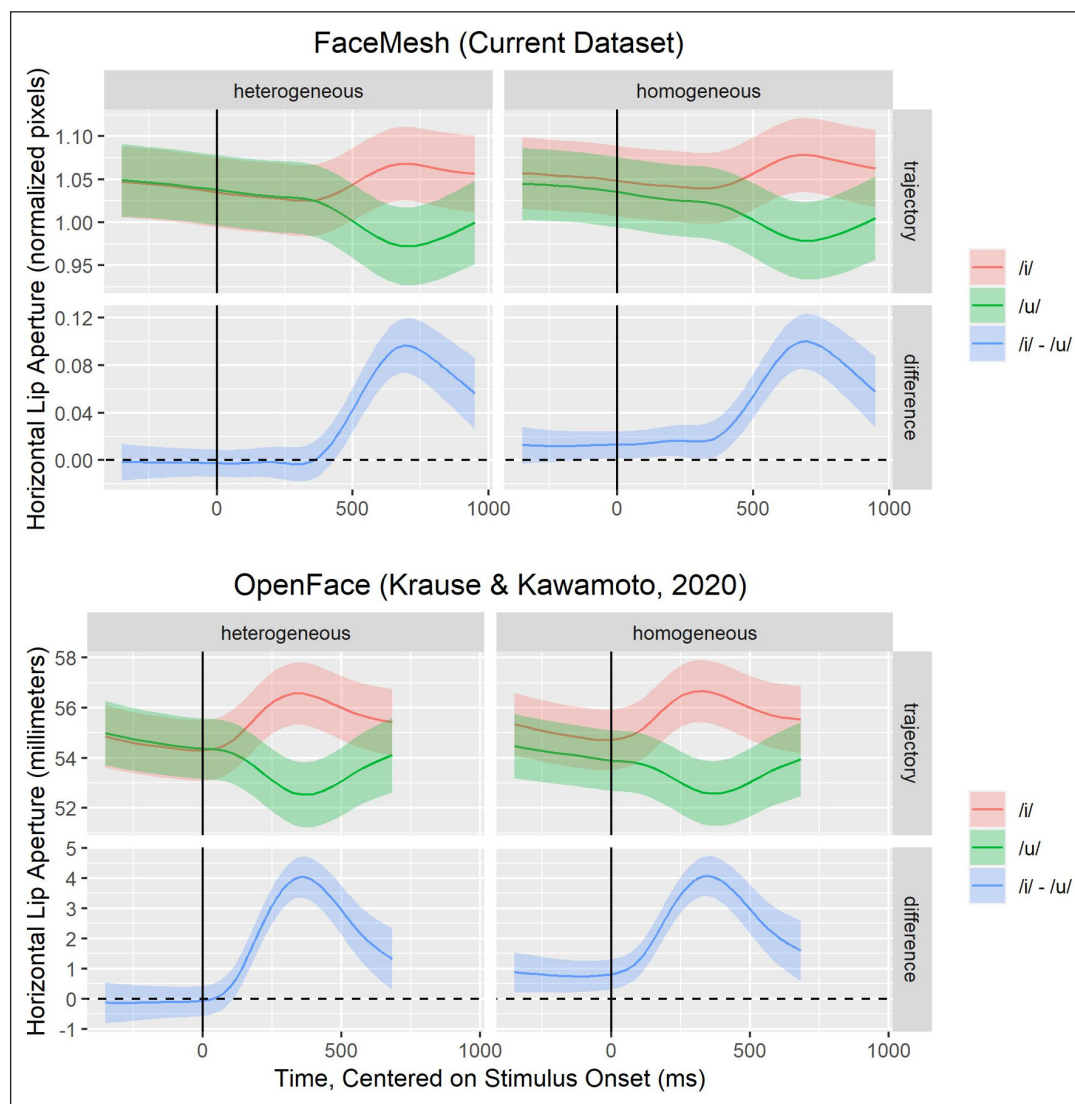 FaceMesh (Current Dataset)
heterogeneous
homogeneous
Horizontal Lip Aperture (normalized pixels)
1.10
1.05
1.00
0.95
trajectory
0.12
0.08
0.04
0.00
difference
0
500
1000
0
500
1000
/i/
/u/
/i/ - /u/
OpenFace (Krause & Kawamoto, 2020)
heterogeneous
homogeneous
Horizontal Lip Aperture (millimeters)
58
56
54
52
trajectory
5
4
3
2
1
0
-1
difference
0
500
1000
0
500
1000
Time, Centered on Stimulus Onset (ms)
/i/
/u/
/i/ - /u/